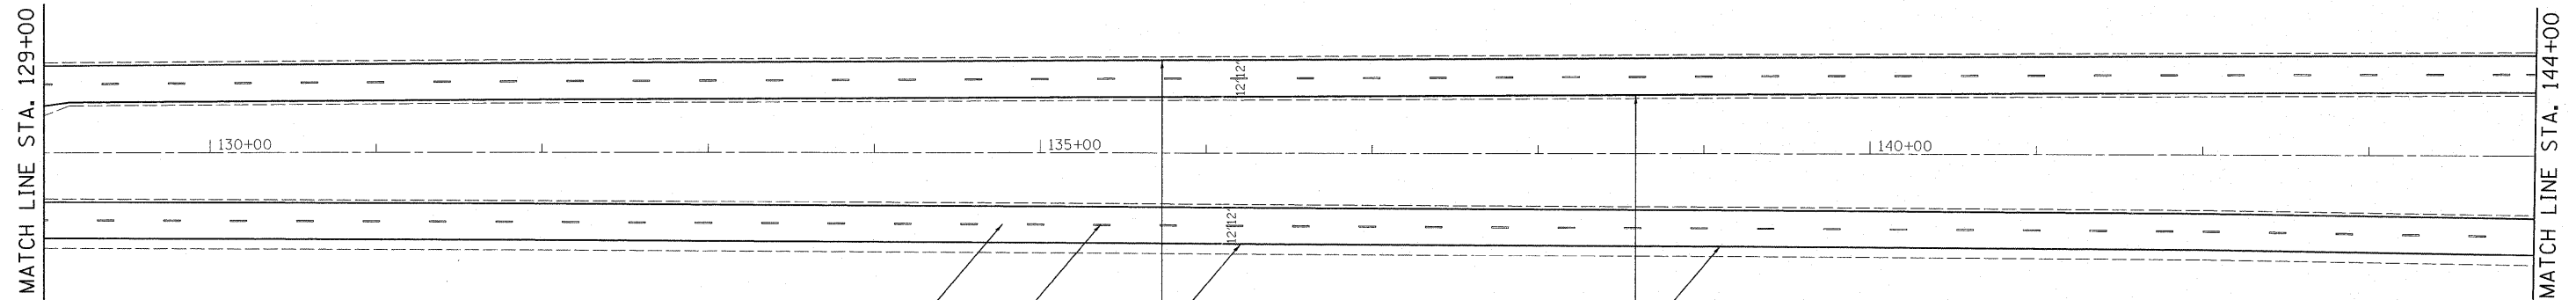 MATCH LINE STA. 129+00
130+00
135+00
140+00
12' 12'
12' 12'
MATCH LINE STA. 144+00